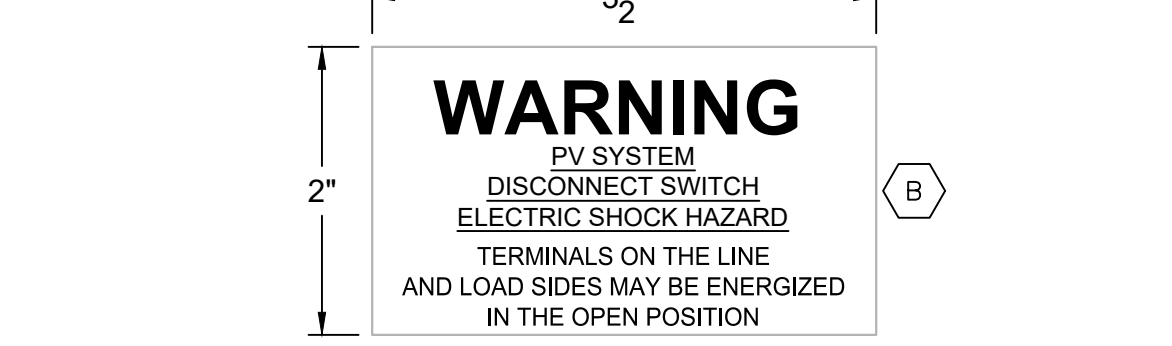 2
WARNING
PV SYSTEM
DISCONNECT SWITCH
2"
B
ELECTRIC SHOCK HAZARD
TERMINALS ON THE LINE
AND LOAD SIDES MAY BE ENERGIZED
IN THE OPEN POSITION